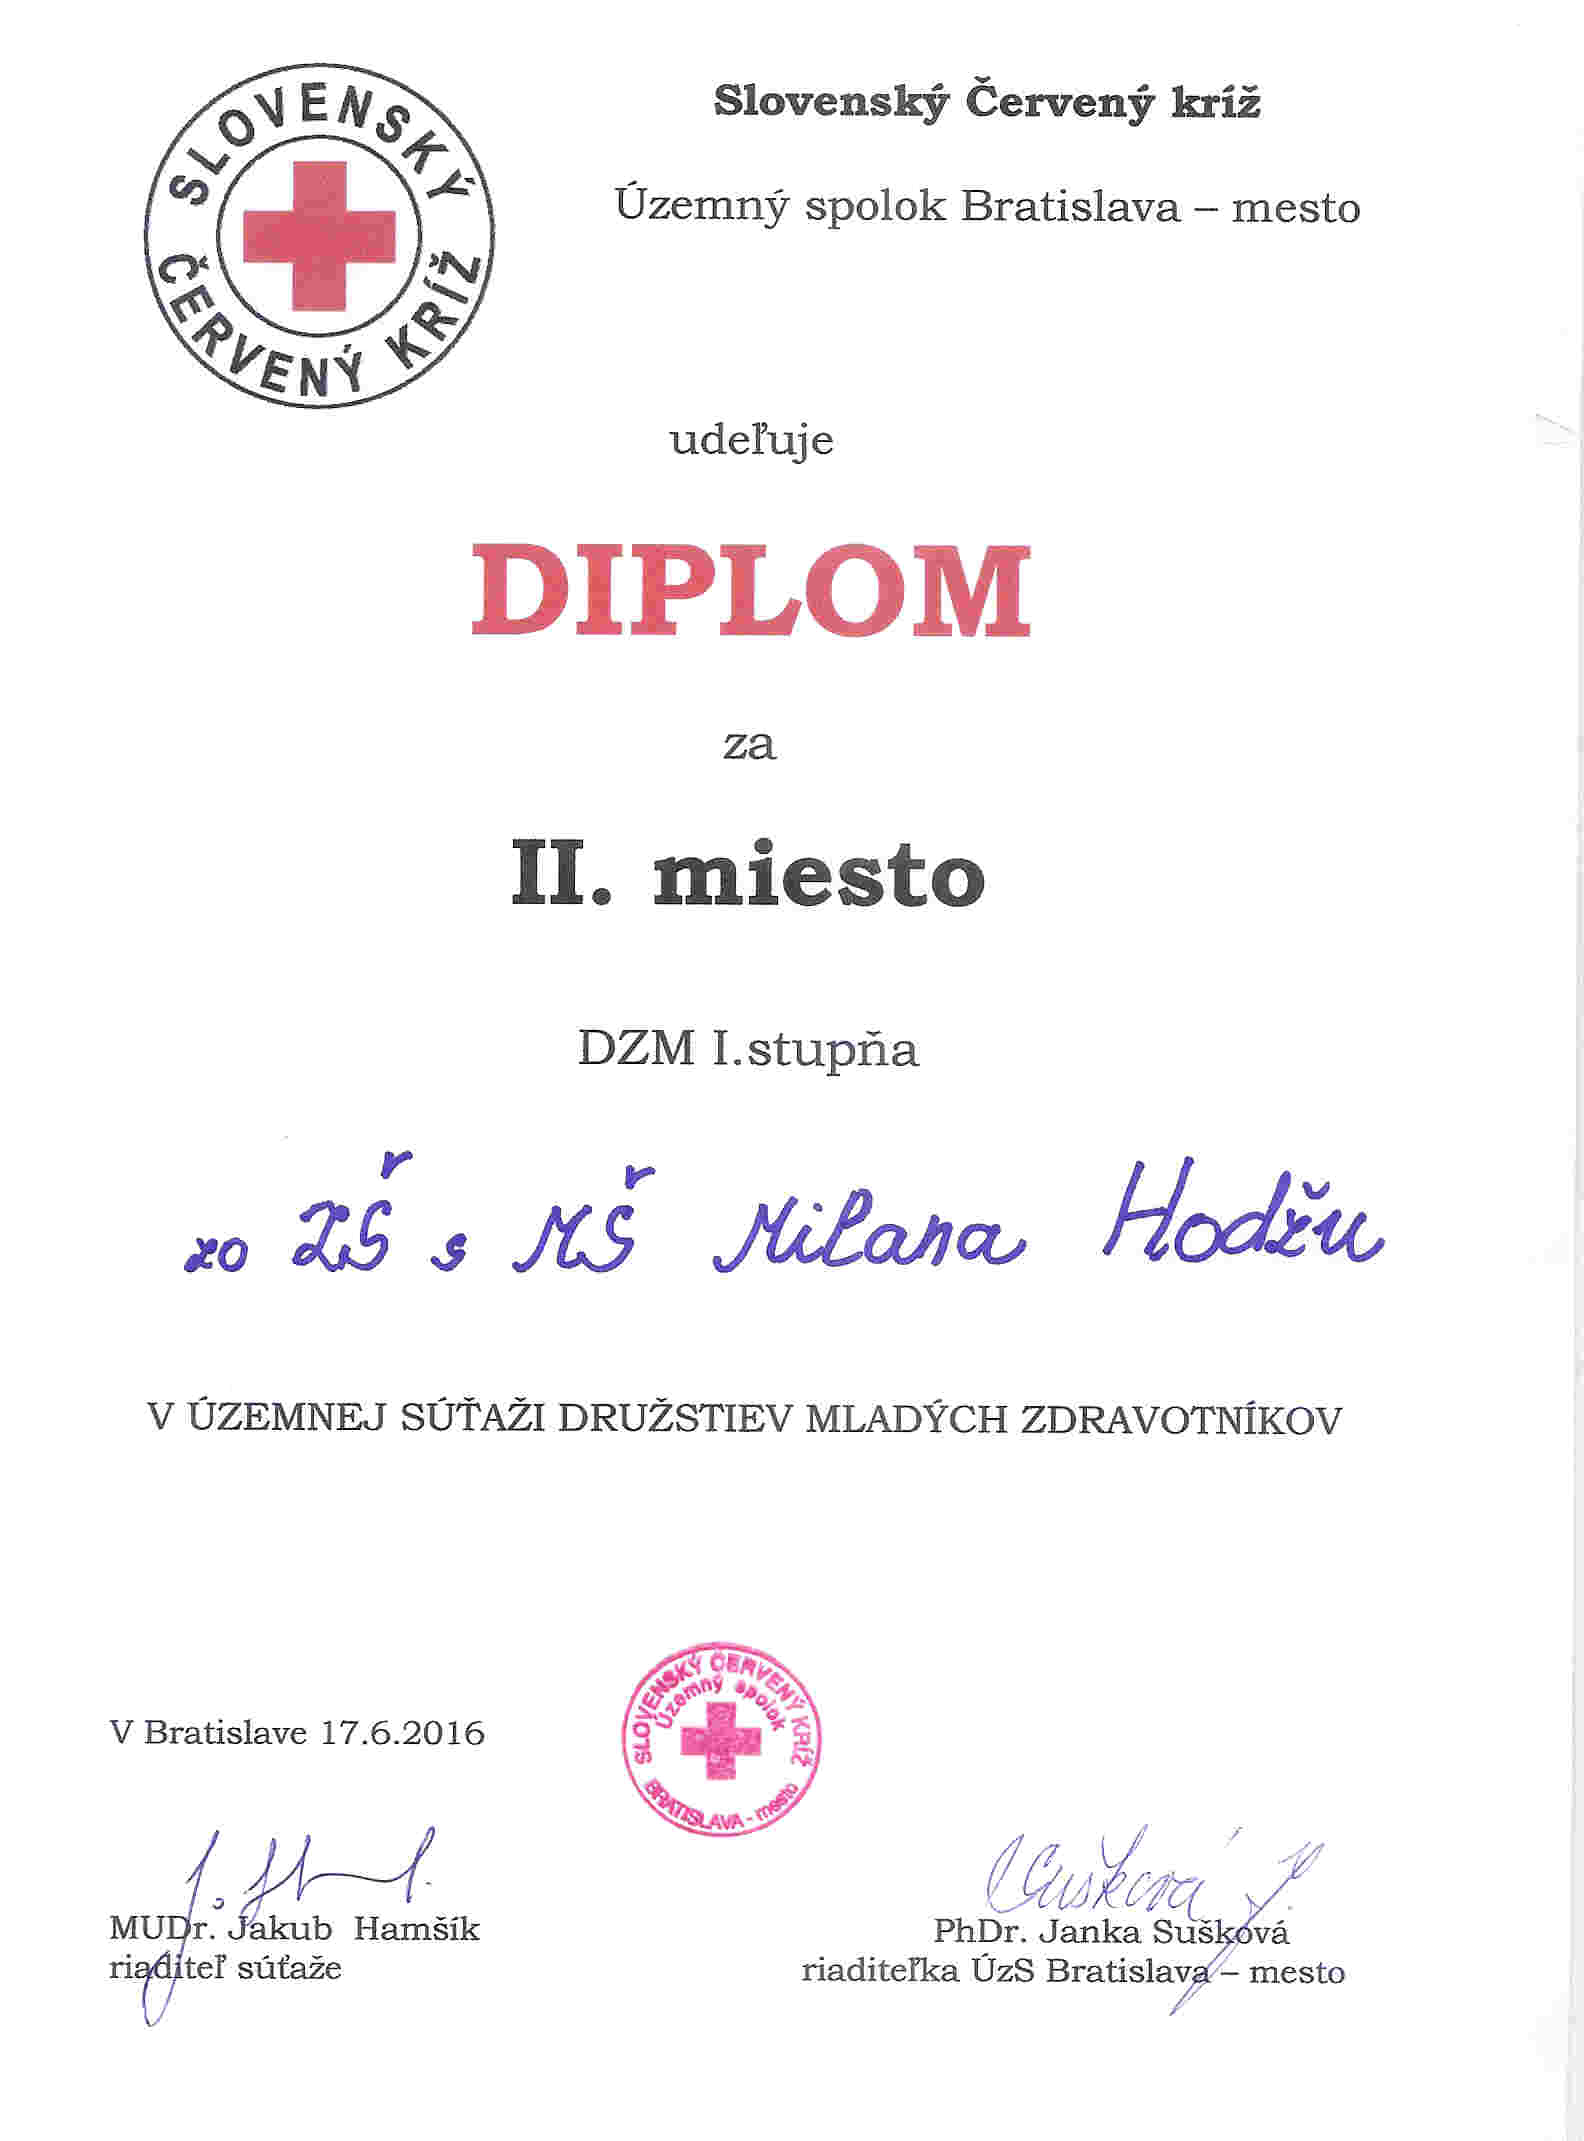 SLOVENSKÝ ČERVENÝ KRÍŽ
Slovenský Červený kríž
Územný spolok Bratislava – mesto
udeľuje
DIPLOM
za
II. miesto
DZM I.stupňa
zo ZŠ s MŠ Milana Hodžu
V ÚZEMNEJ SÚŤAŽI DRUŽSTIEV MLADÝCH ZDRAVOTNÍKOV
SLOVENSKÝ ČERVENÝ KRÍŽ
Územný spolok
BRATISLAVA - mesto
V Bratislave 17.6.2016
Sušková J.
MUDr. Jakub Hamšík
riaditeľ súťaže
PhDr. Janka Sušková
riaditeľka ÚzS Bratislava – mesto